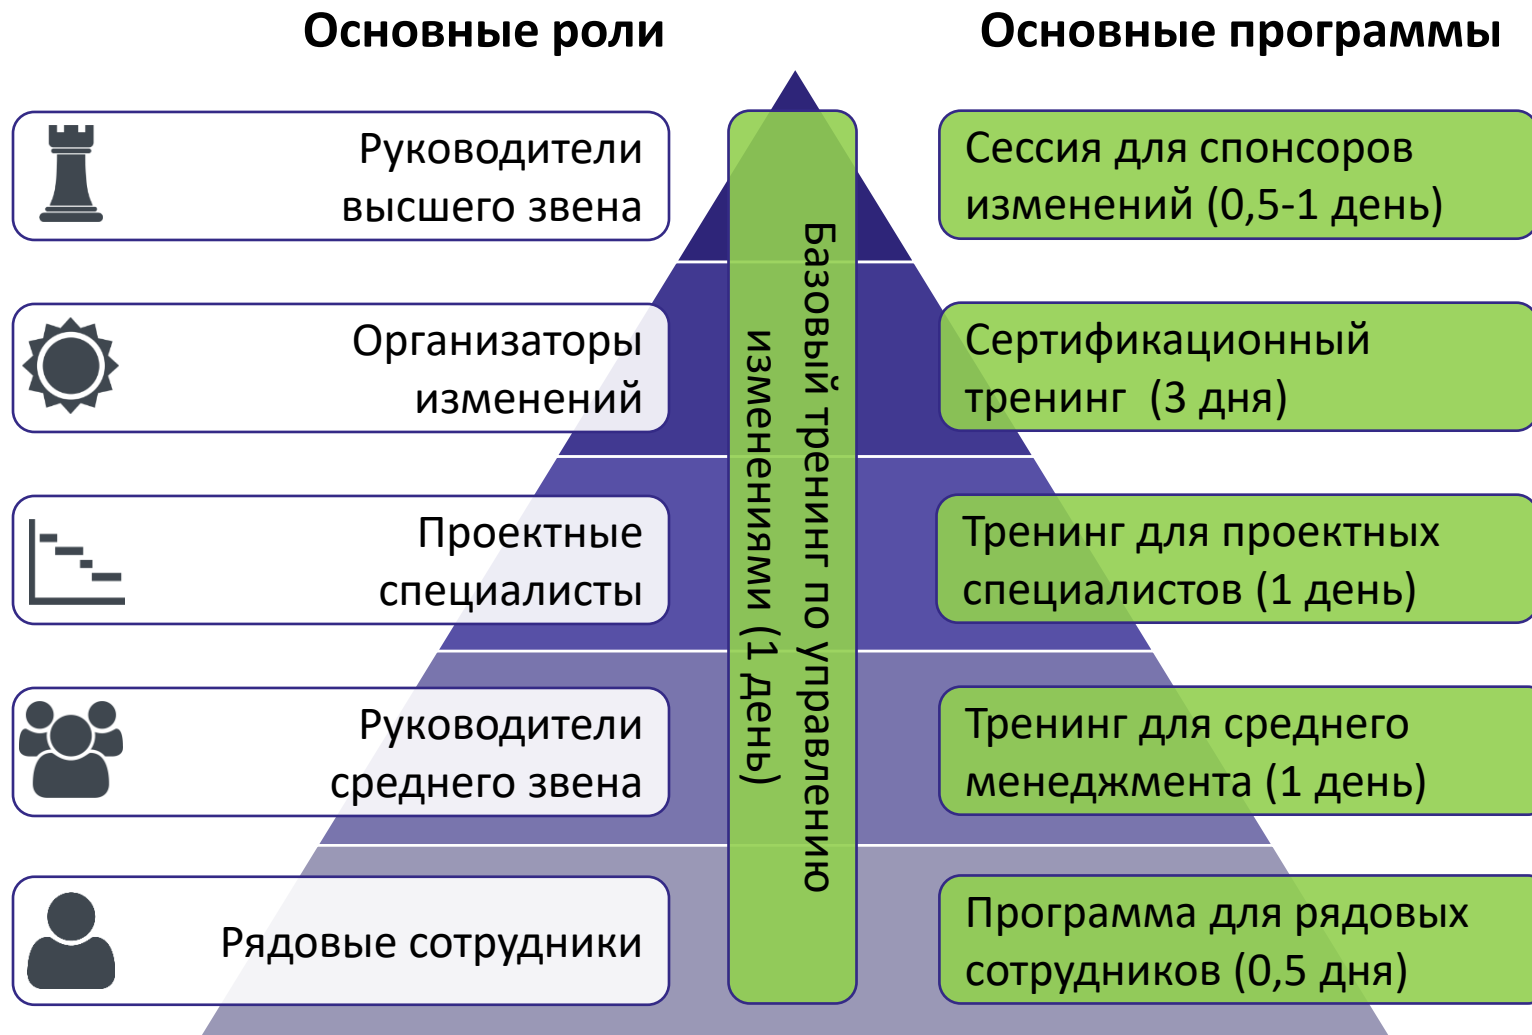 Основные роли
Основные программы
Руководители
высшего звена
Сессия для спонсоров
изменений (0,5-1 день)
Организаторы
изменений
Сертификационный
тренинг (3 дня)
Проектные
специалисты
Тренинг для проектных
специалистов (1 день)
Руководители
среднего звена
Тренинг для среднего
менеджмента (1 день)
Рядовые сотрудники
Программа для рядовых
сотрудников (0,5 дня)
Базовый тренинг по управлению
изменениями (1 день)